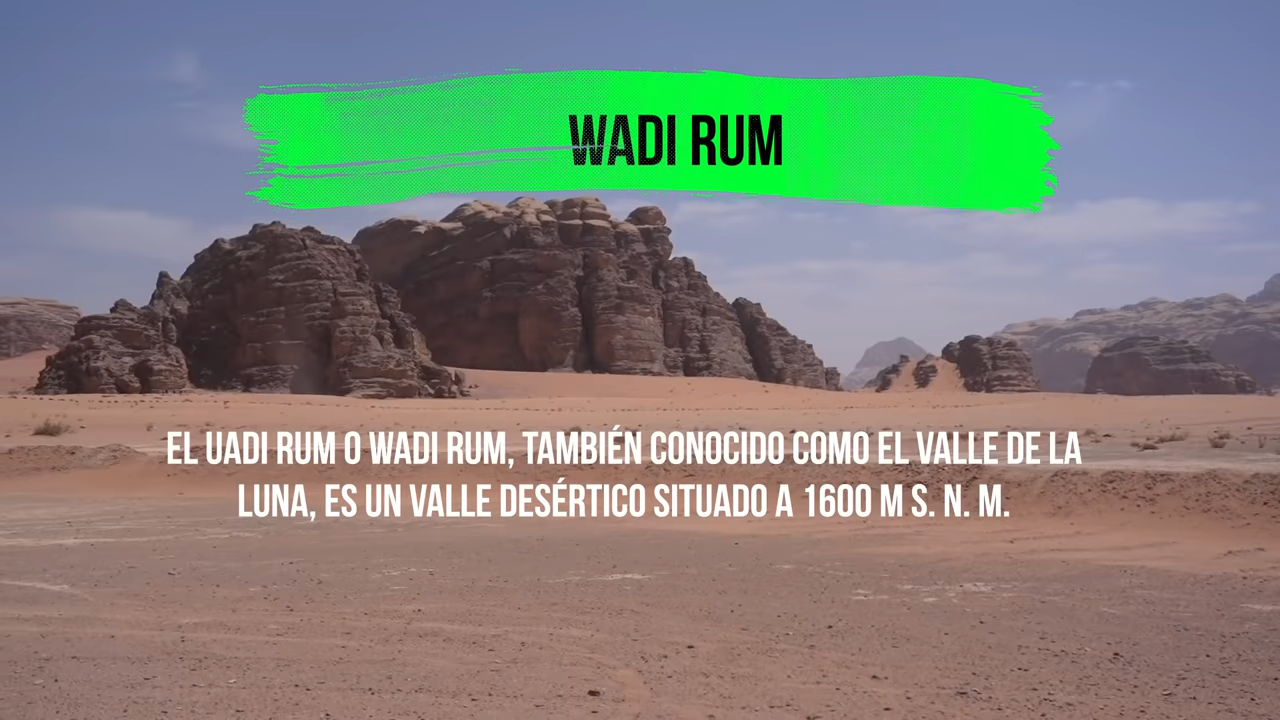 WADI RUM
EL UADI RUM O WADI RUM, TAMBIÉN CONOCIDO COMO EL VALLE DE LA
LUNA, ES UN VALLE DESÉRTICO SITUADO A 1600 M S. N. M.